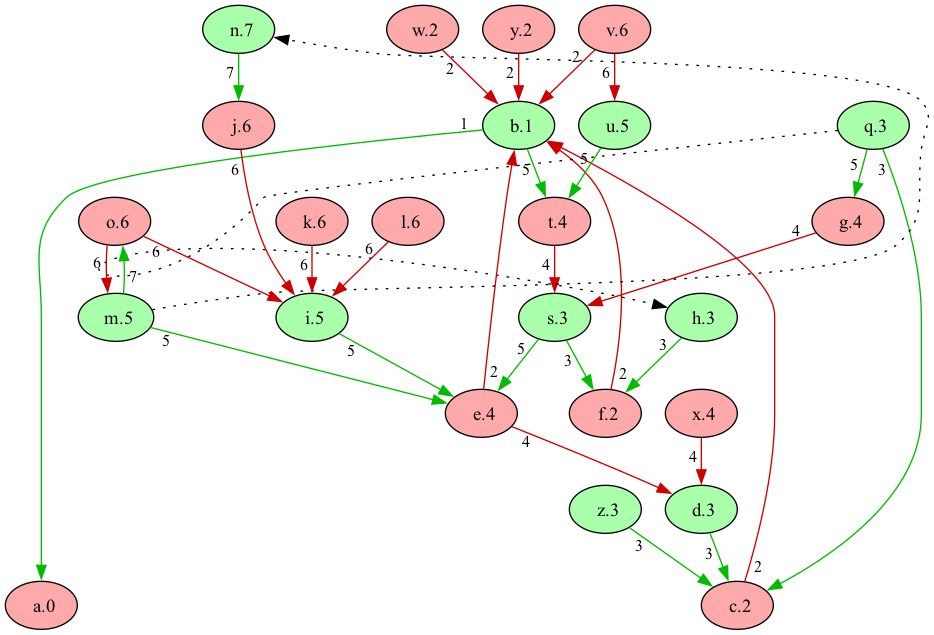 n.7 w.2 y.2 v.6
7 2 2 2 6
j.6 1 b.1 u.5 q.3
6 5 5 5 3
o.6 k.6 l.6 t.4 g.4
6 7 6 6 6 4 4
m.5 i.5 s.3 h.3
5 5 5 3 3
2 2
e.4 f.2 x.4
4 4
z.3 d.3
3 3 2
a.0 c.2